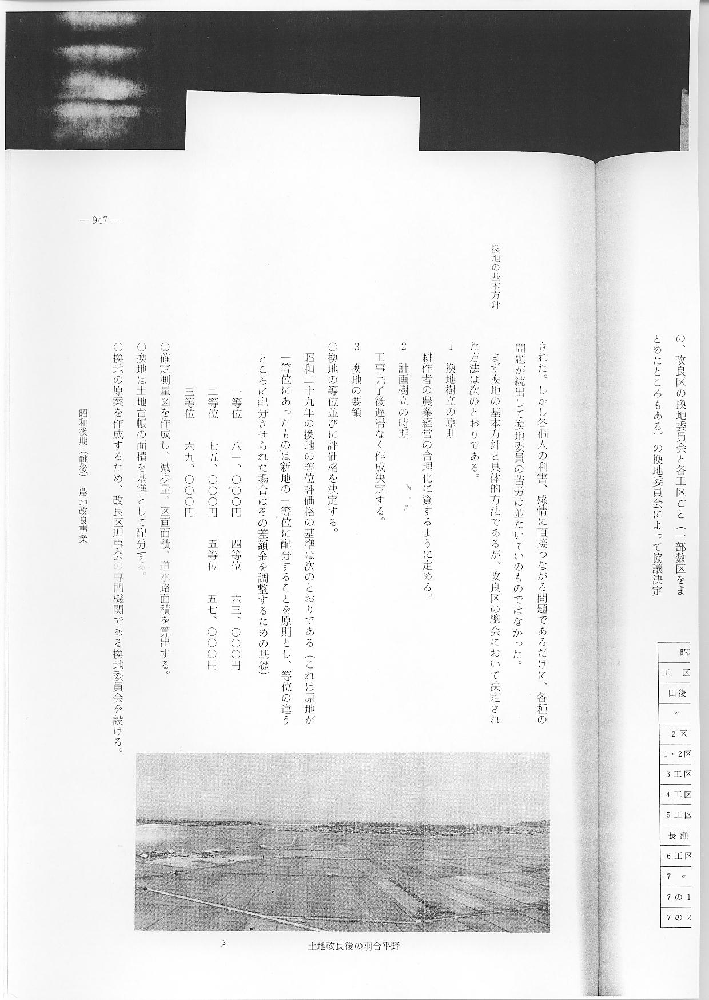 の、改良区の換地委員会と各工区ごと（一部数区をま
とめたところもある）の換地委員会によって協議決定
昭
工 区
田後
〃
2 区
1・2区
3 工区
4 工区
5 工区
長 瀬
6 工区
7 〃
7 の 1
7 の 2
換地の基本方針
された。しかし各個人の利害、感情に直接つながる問題であるだけに、各種の
問題が続出して換地委員の苦労は並たいていのものではなかった。
まず換地の基本方針と具体的方法であるが、改良区の總会において決定され
た方法は次のとおりである。
1 換地樹立の原則
耕作者の農業経営の合理化に資するように定める。
2 計画樹立の時期
工事完了後遅滞なく作成決定する。
3 換地の要領
○換地の等位並びに評価格を決定する。
昭和二十九年の換地の等位評価格の基準は次のとおりである（これは原地が
一等位にあったものは新地の一等位に配分することを原則とし、等位の違う
ところに配分させられた場合はその差額金を調整するための基礎）
一等位 八一、〇〇〇円 四等位 六三、〇〇〇円
二等位 七五、〇〇〇円 五等位 五七、〇〇〇円
三等位 六九、〇〇〇円
○確定測量図を作成し、減歩量、区画面積、道水路面積を算出する。
○換地は土地台帳の面積を基準として配分する。
○換地の原案を作成するため、改良区理事会の専門機関である換地委員会を設ける。
土地改良後の羽合平野
昭和後期（戦後） 農地改良事業
― 947 ―